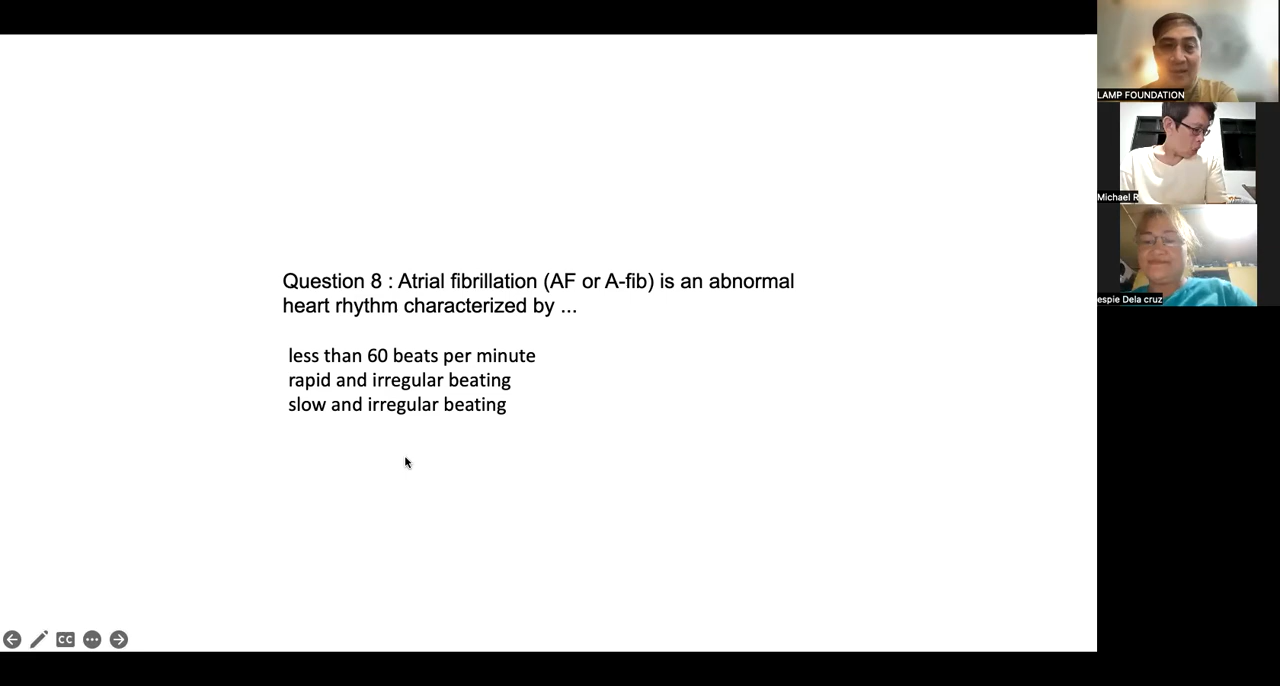 Question 8 : Atrial fibrillation (AF or A-fib) is an abnormal
heart rhythm characterized by ...
less than 60 beats per minute
rapid and irregular beating
slow and irregular beating
CC
LAMP FOUNDATION
Michael R
espie Dela cruz